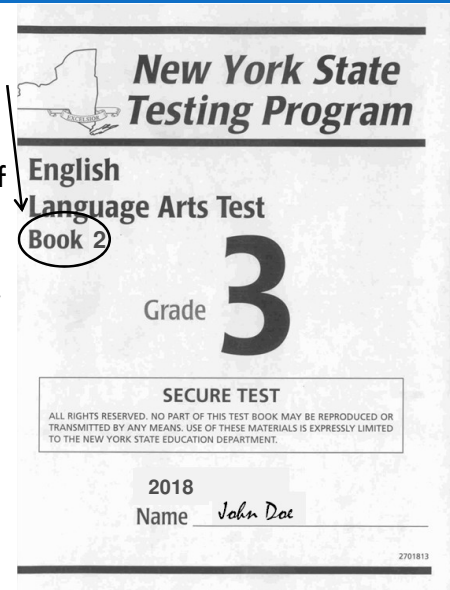 New York State
Testing Program
EXCELSIOR
f
English
Language Arts Test
Book 2
Grade 3
SECURE TEST
ALL RIGHTS RESERVED. NO PART OF THIS TEST BOOK MAY BE REPRODUCED OR
TRANSMITTED BY ANY MEANS. USE OF THESE MATERIALS IS EXPRESSLY LIMITED
TO THE NEW YORK STATE EDUCATION DEPARTMENT.
2018
Name John Doe
2701813